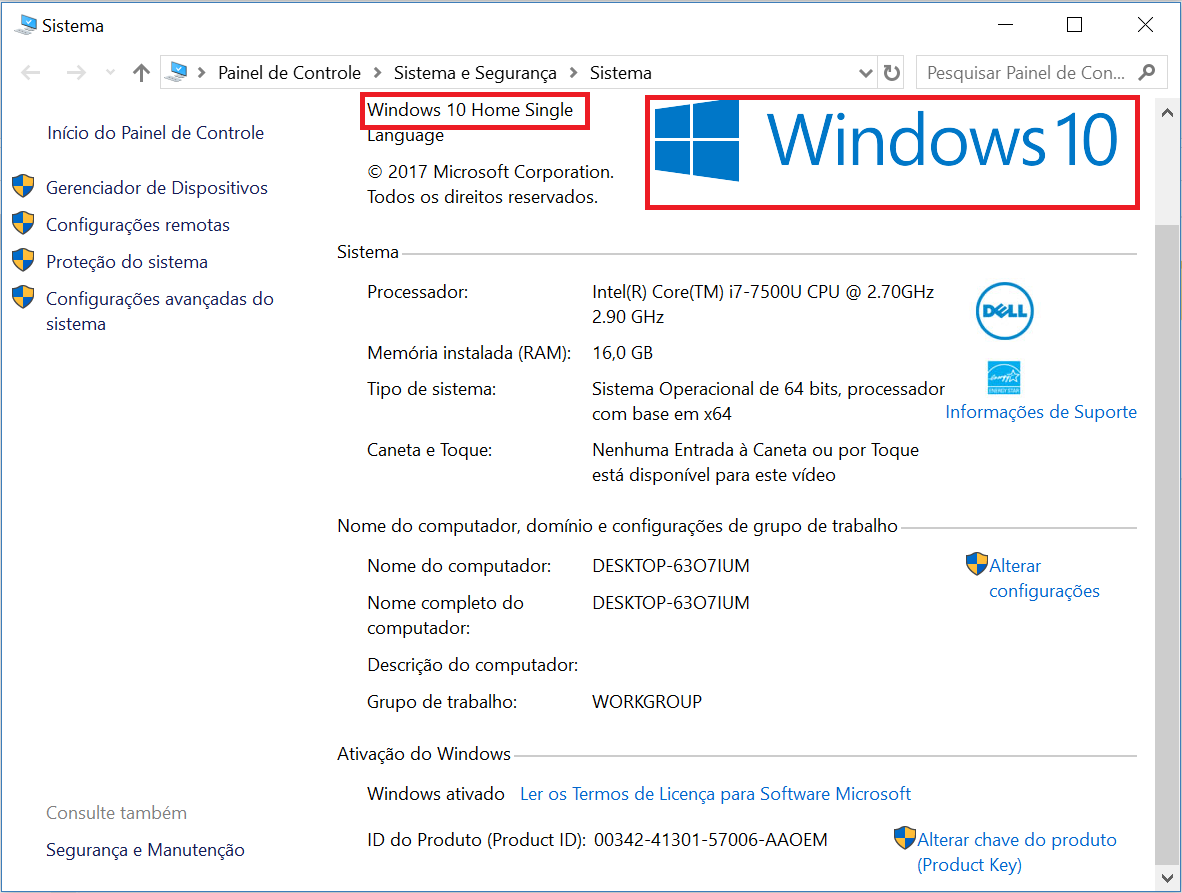 Sistema
Painel de Controle > Sistema e Segurança > Sistema
Pesquisar Painel de Con...
Início do Painel de Controle
Gerenciador de Dispositivos
Configurações remotas
Proteção do sistema
Configurações avançadas do
sistema
Consulte também
Segurança e Manutenção
Windows 10 Home Single
Language
© 2017 Microsoft Corporation.
Todos os direitos reservados.
Windows 10
Sistema
Processador: Intel(R) Core(TM) i7-7500U CPU @ 2.70GHz
2.90 GHz
Memória instalada (RAM): 16,0 GB
Tipo de sistema: Sistema Operacional de 64 bits, processador
com base em x64
Caneta e Toque: Nenhuma Entrada à Caneta ou por Toque
está disponível para este vídeo
DELL
ENERGY STAR
Informações de Suporte
Nome do computador, domínio e configurações de grupo de trabalho
Nome do computador: DESKTOP-63O7IUM
Nome completo do DESKTOP-63O7IUM
computador:
Descrição do computador:
Grupo de trabalho: WORKGROUP
Alterar
configurações
Ativação do Windows
Windows ativado Ler os Termos de Licença para Software Microsoft
ID do Produto (Product ID): 00342-41301-57006-AAOEM
Alterar chave do produto
(Product Key)